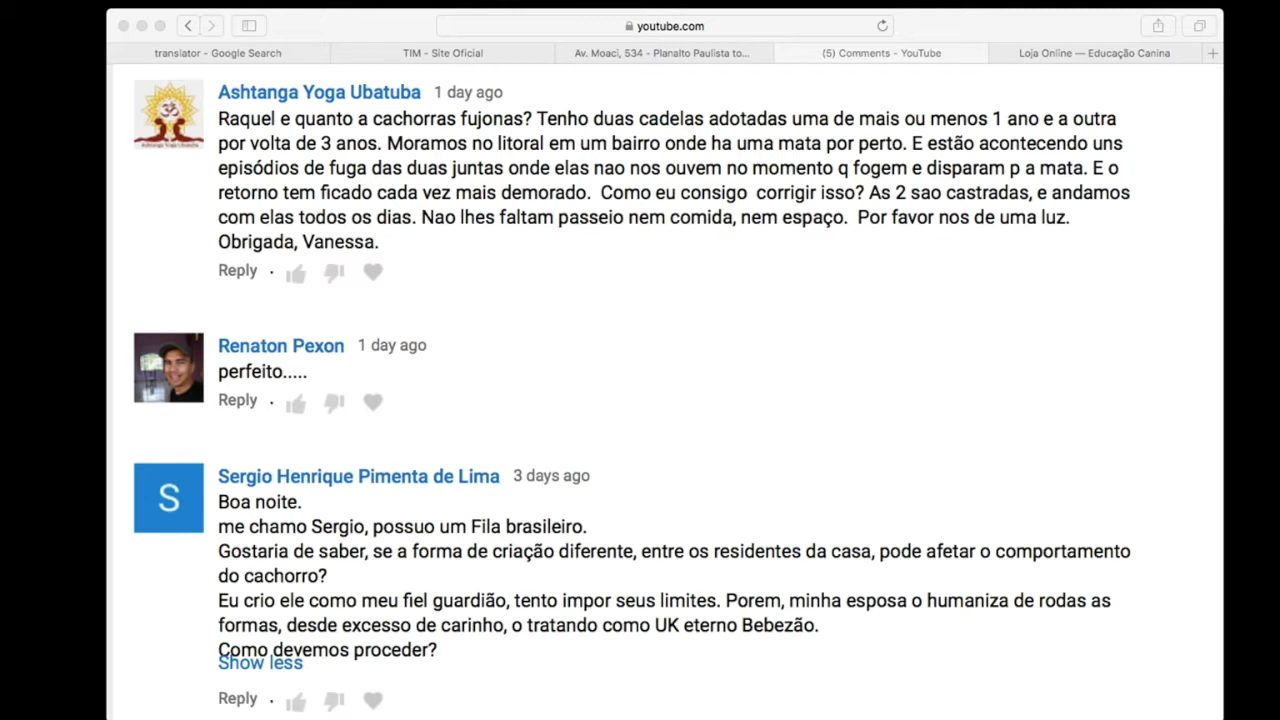 youtube.com
translator - Google Search
TIM - Site Oficial
Av. Moaci, 534 - Planalto Paulista to...
(5) Comments - YouTube
Loja Online — Educação Canina
Ashtanga Yoga Ubatuba 1 day ago
Raquel e quanto a cachorras fujonas? Tenho duas cadelas adotadas uma de mais ou menos 1 ano e a outra
por volta de 3 anos. Moramos no litoral em um bairro onde ha uma mata por perto. E estão acontecendo uns
episódios de fuga das duas juntas onde elas nao nos ouvem no momento q fogem e disparam p a mata. E o
retorno tem ficado cada vez mais demorado. Como eu consigo corrigir isso? As 2 sao castradas, e andamos
com elas todos os dias. Nao lhes faltam passeio nem comida, nem espaço. Por favor nos de uma luz.
Obrigada, Vanessa.
Reply
Renaton Pexon 1 day ago
perfeito.....
Reply
S
Sergio Henrique Pimenta de Lima 3 days ago
Boa noite.
me chamo Sergio, possuo um Fila brasileiro.
Gostaria de saber, se a forma de criação diferente, entre os residentes da casa, pode afetar o comportamento
do cachorro?
Eu crio ele como meu fiel guardião, tento impor seus limites. Porem, minha esposa o humaniza de rodas as
formas, desde excesso de carinho, o tratando como UK eterno Bebezão.
Como devemos proceder?
Show less
Reply